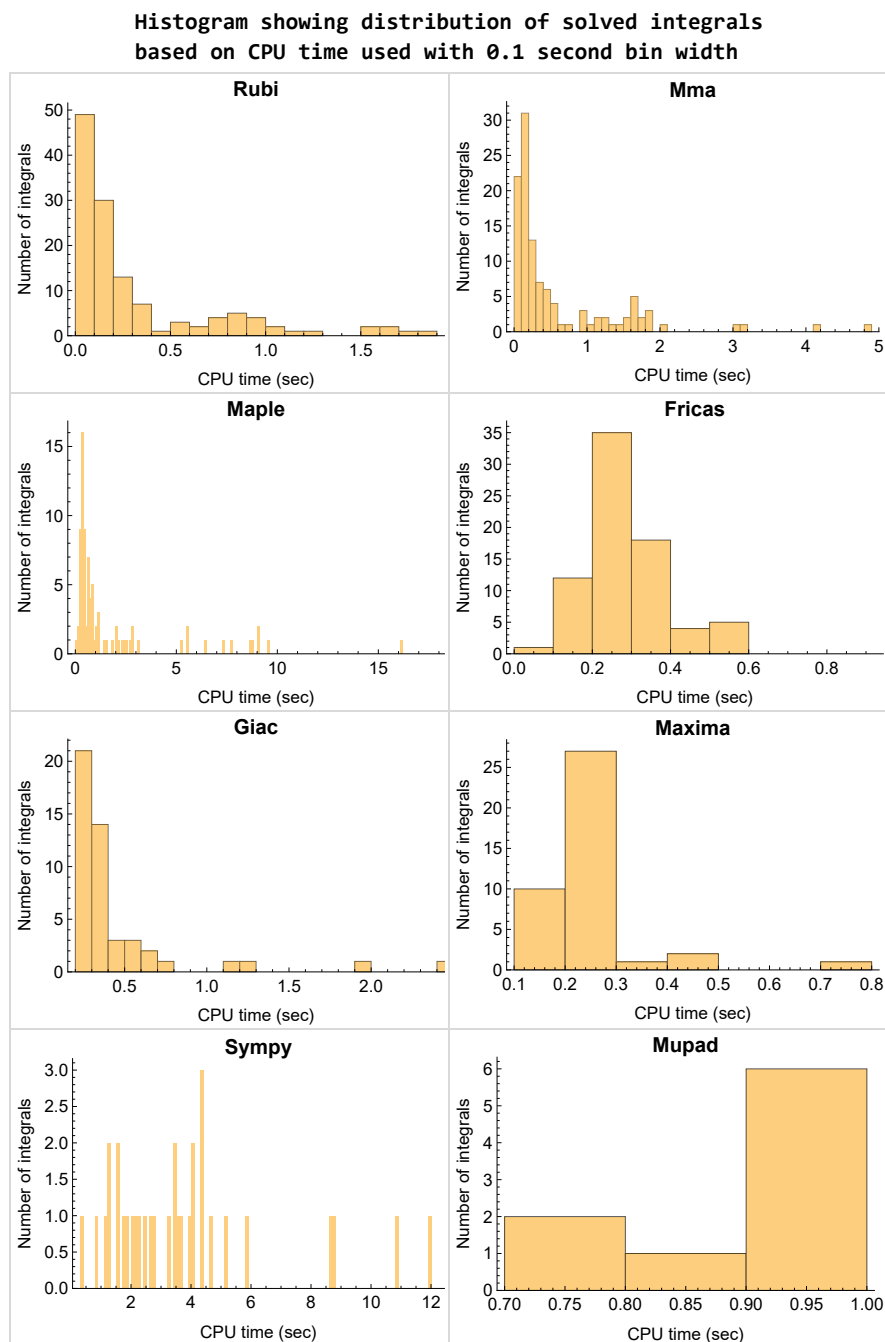 Histogram showing distribution of solved integrals
based on CPU time used with 0.1 second bin width
Rubi
Number of integrals
50
40
30
20
10
0
0.0 0.5 1.0 1.5
CPU time (sec)
Mma
Number of integrals
30
25
20
15
10
5
0
0 1 2 3 4 5
CPU time (sec)
Maple
Number of integrals
15
10
5
0
0 5 10 15
CPU time (sec)
Fricas
Number of integrals
35
30
25
20
15
10
5
0
0.0 0.2 0.4 0.6 0.8
CPU time (sec)
Giac
Number of integrals
20
15
10
5
0
0.5 1.0 1.5 2.0
CPU time (sec)
Maxima
Number of integrals
25
20
15
10
5
0
0.1 0.2 0.3 0.4 0.5 0.6 0.7 0.8
CPU time (sec)
Sympy
Number of integrals
3.0
2.5
2.0
1.5
1.0
0.5
0.0
2 4 6 8 10 12
CPU time (sec)
Mupad
Number of integrals
6
5
4
3
2
1
0
0.70 0.75 0.80 0.85 0.90 0.95 1.00
CPU time (sec)